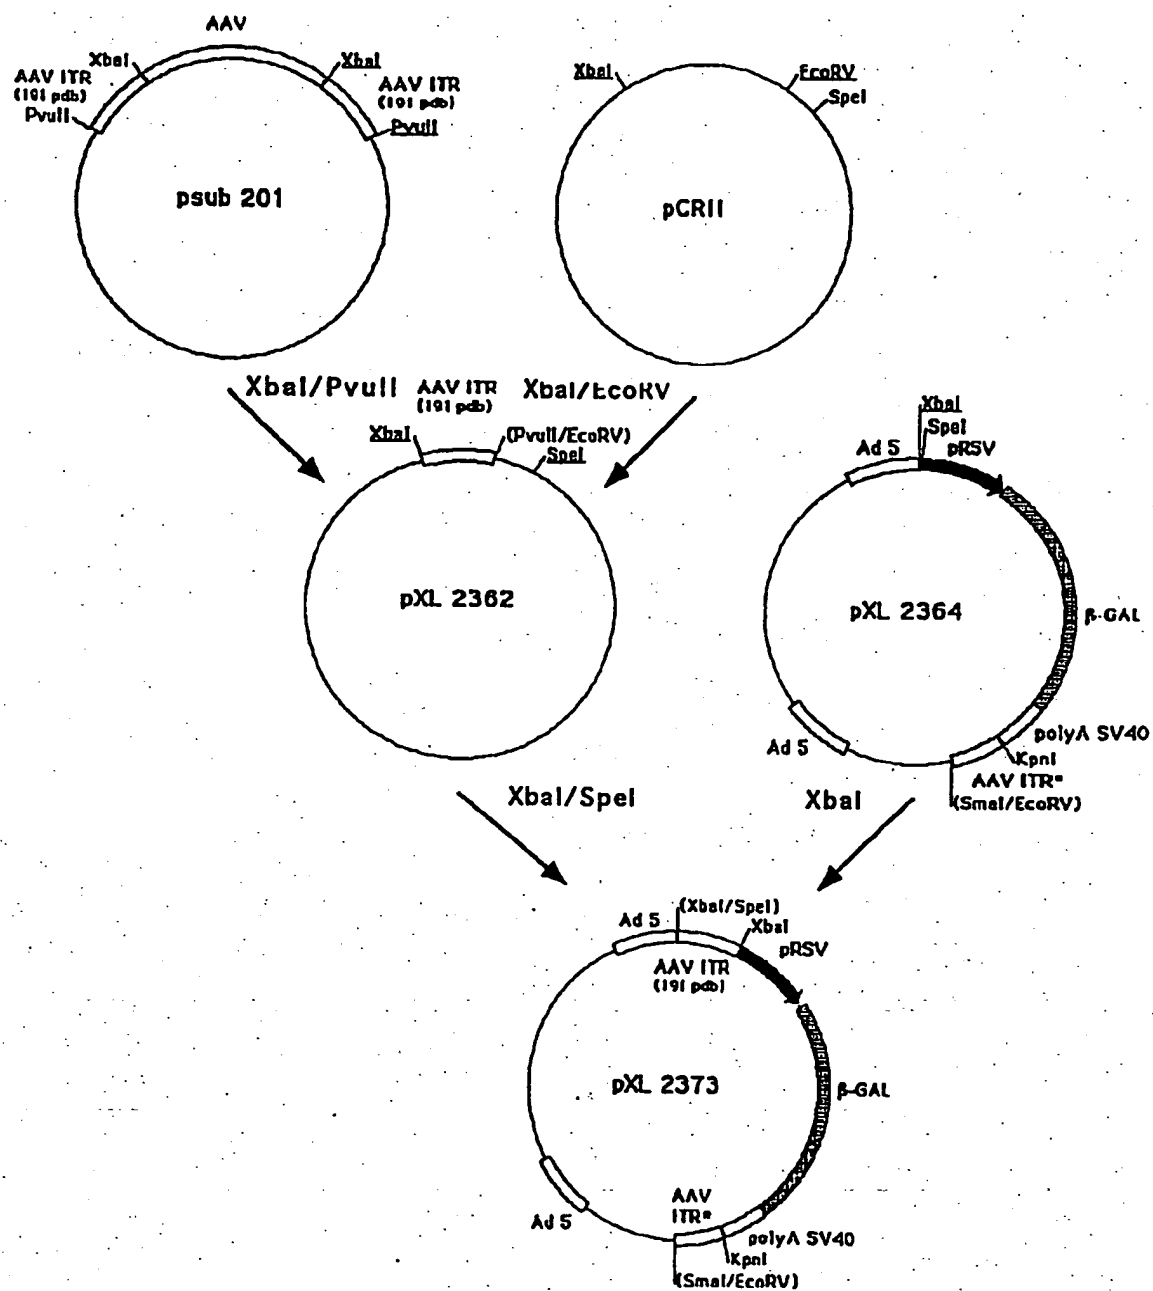 AAV
XbaI
XbaI
AAV ITR
(191 pdb)
PvuII
AAV ITR
(191 pdb)
PvuII
psub 201
XbaI
EcoRV
SpeI
pCRII
XbaI/PvuII
AAV ITR
(191 pdb)
XbaI/EcoRV
XbaI
(PvuII/EcoRV)
SpeI
pXL 2362
XbaI
SpeI
Ad 5
pRSV
pXL 2364
β-GAL
Ad 5
polyA SV40
KpnI
AAV ITR*
(SmaI/EcoRV)
XbaI/SpeI
XbaI
Ad 5
(XbaI/SpeI)
XbaI
pRSV
AAV ITR
(191 pdb)
pXL 2373
β-GAL
Ad 5
AAV
ITR*
polyA SV40
KpnI
(SmaI/EcoRV)